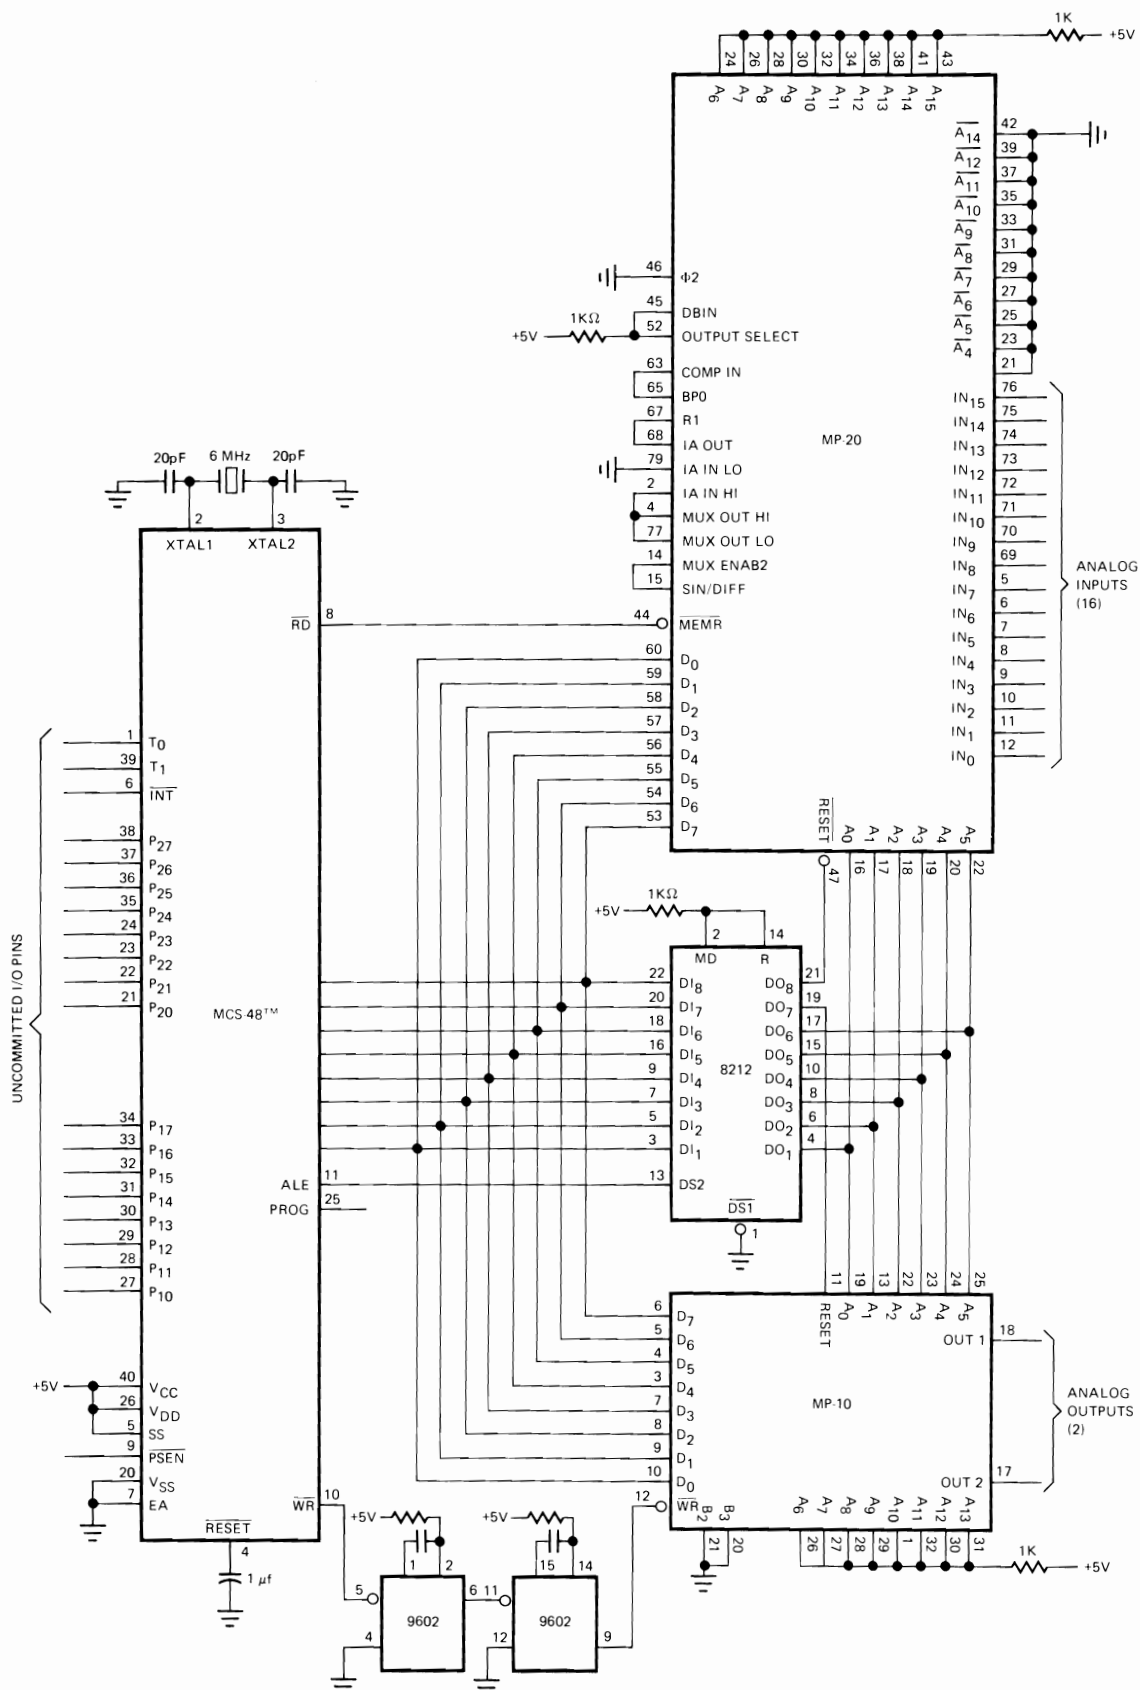 1K
+5V
24 26 28 30 32 34 36 38 41 43
A6 A7 A8 A9 A10 A11 A12 A13 A14 A15
A14 42
A12 39
A11 37
A10 35
A9 33
A8 31
A7 29
A6 27
A5 25
A4 23
21
46 Φ2
45 DBIN
1KΩ
+5V
52 OUTPUT SELECT
63 COMP IN
65 BP0
67 R1
68 IA OUT
79 IA IN LO
2 IA IN HI
4 MUX OUT HI
77 MUX OUT LO
14 MUX ENAB2
15 SIN/DIFF
44 MEMR
60 D0
59 D1
58 D2
57 D3
56 D4
55 D5
54 D6
53 D7
MP-20
IN15 76
IN14 75
IN13 74
IN12 73
IN11 72
IN10 71
IN9 70
IN8 69
IN7 5
IN6 6
IN5 7
IN4 8
IN3 9
IN2 10
IN1 11
IN0 12
ANALOG
INPUTS
(16)
RESET A0 A1 A2 A3 A4 A5
47 16 17 18 19 20 22
20pF 6 MHz 20pF
2 3
XTAL1 XTAL2
RD 8
UNCOMMITTED I/O PINS
1 T0
39 T1
6 INT
38 P27
37 P26
36 P25
35 P24
24 P23
23 P22
22 P21
21 P20
MCS-48™
34 P17
33 P16
32 P15
31 P14
30 P13
29 P12
28 P11
27 P10
ALE 11
PROG 25
+5V
40 VCC
26 VDD
5 SS
9 PSEN
20 VSS
7 EA
WR 10
RESET
4
1 μf
+5V 1KΩ
2 14
MD R
22 DI8 DO8 21
20 DI7 DO7 19
18 DI6 DO6 17
16 DI5 DO5 15
9 DI4 DO4 10
7 DI3 DO3 8
5 DI2 DO2 6
3 DI1 DO1 4
8212
13 DS2
DS1
1
11 19 13 22 23 24 25
RESET A0 A1 A2 A3 A4 A5
6 D7
5 D6
4 D5
3 D4
7 D3
8 D2
9 D1
10 D0
12 WR
MP-10
OUT 1 18
OUT 2 17
ANALOG
OUTPUTS
(2)
B2 B3
21 20
A6 A7 A8 A9 A10 A11 A12 A13
26 27 28 29 1 32 30 31
1K
+5V
+5V
1 2
5 6
9602
4
+5V
15 14
11
9602
12 9